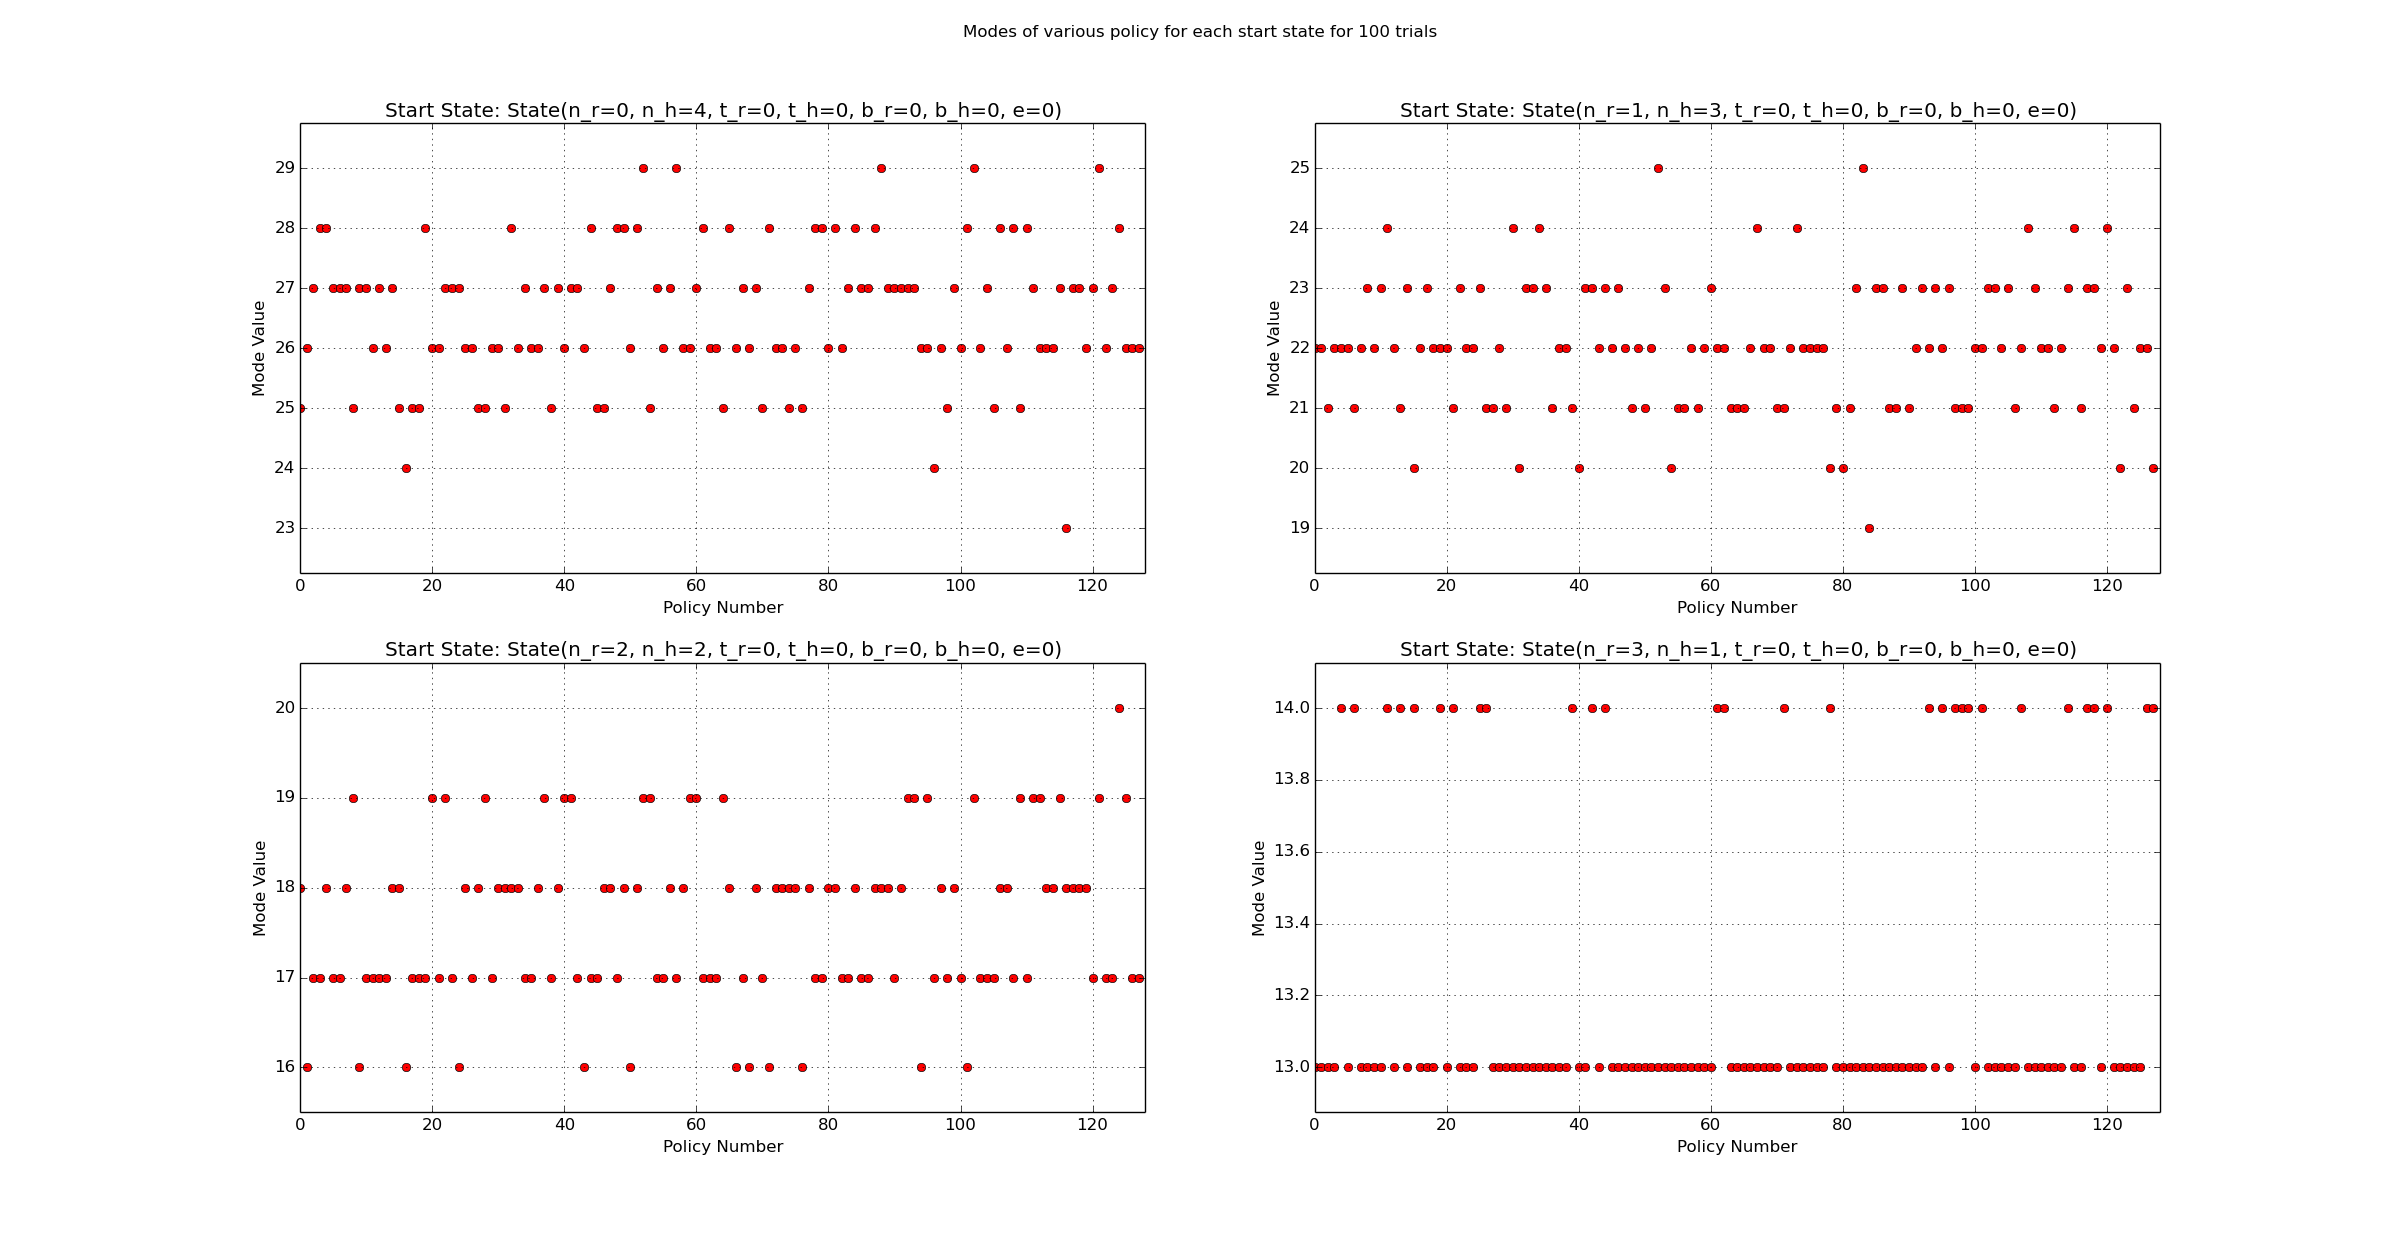 Modes of various policy for each start state for 100 trials
Start State: State(n_r=0, n_h=4, t_r=0, t_h=0, b_r=0, b_h=0, e=0)
29
28
27
26
25
24
23
Mode Value
0 20 40 60 80 100 120
Policy Number
Start State: State(n_r=1, n_h=3, t_r=0, t_h=0, b_r=0, b_h=0, e=0)
25
24
23
22
21
20
19
Mode Value
0 20 40 60 80 100 120
Policy Number
Start State: State(n_r=2, n_h=2, t_r=0, t_h=0, b_r=0, b_h=0, e=0)
20
19
18
17
16
Mode Value
0 20 40 60 80 100 120
Policy Number
Start State: State(n_r=3, n_h=1, t_r=0, t_h=0, b_r=0, b_h=0, e=0)
14.0
13.8
13.6
13.4
13.2
13.0
Mode Value
0 20 40 60 80 100 120
Policy Number